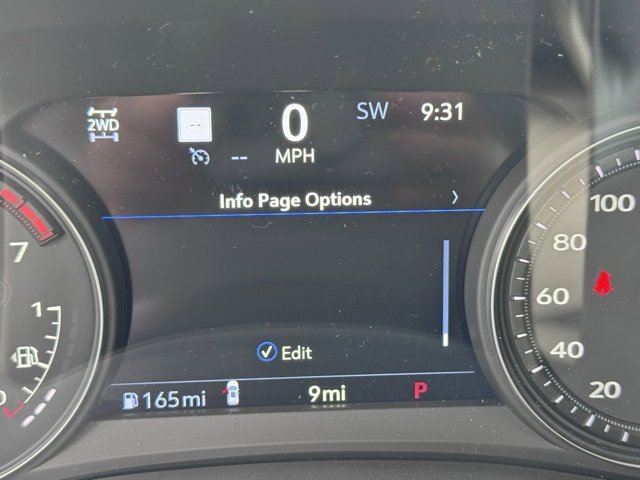 2WD
--
0
MPH
SW
9:31
--
Info Page Options
Edit
165mi
9mi
P
7
1
0
100
80
60
40
20